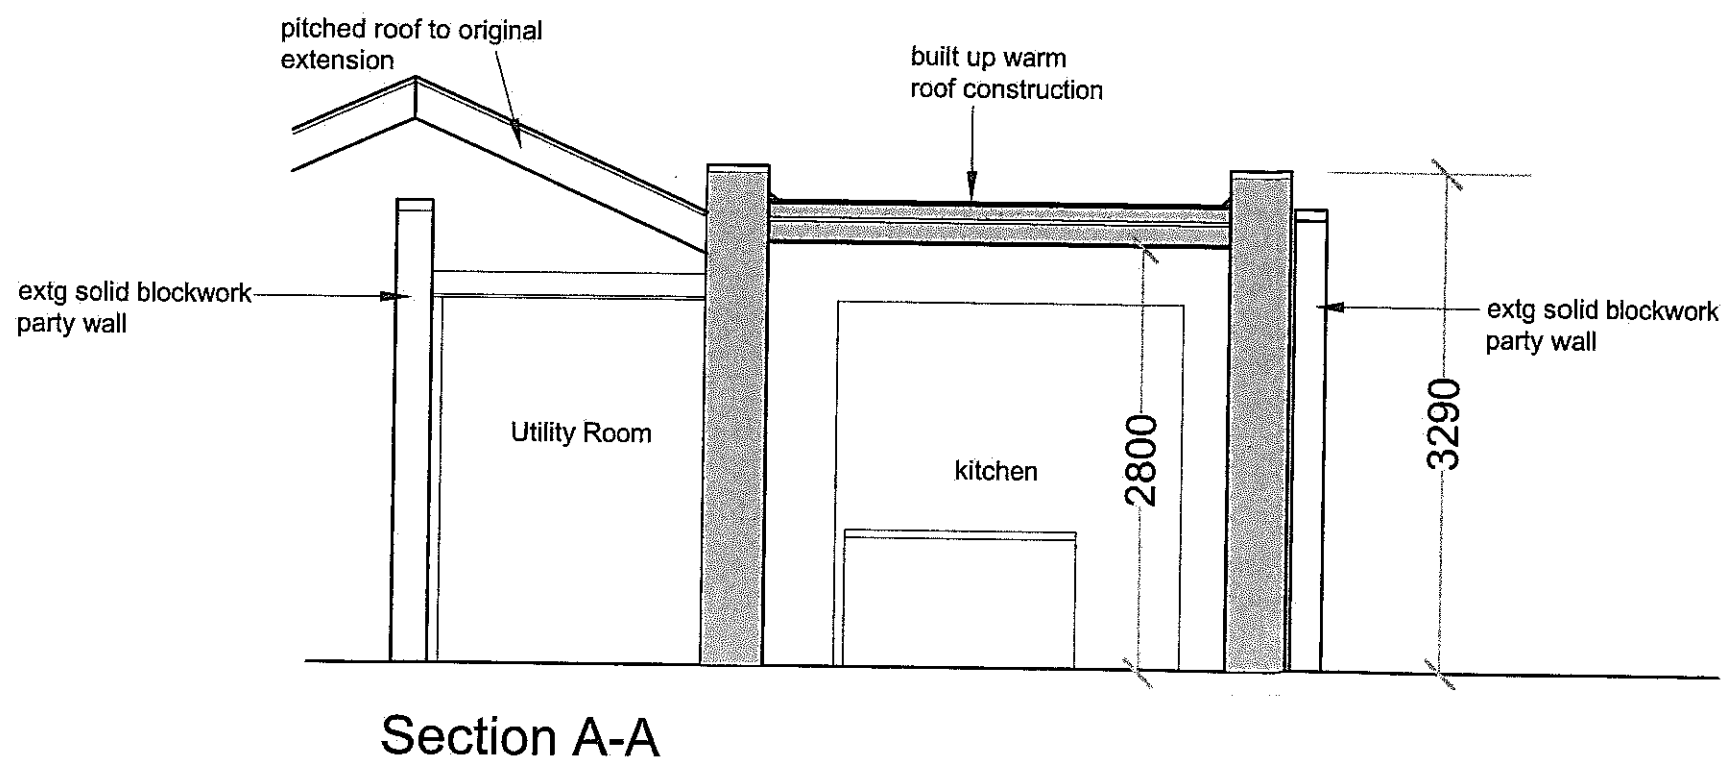 pitched roof to original
extension
built up warm
roof construction
extg solid blockwork
party wall
extg solid blockwork
party wall
Utility Room
kitchen
2800
3290
Section A-A